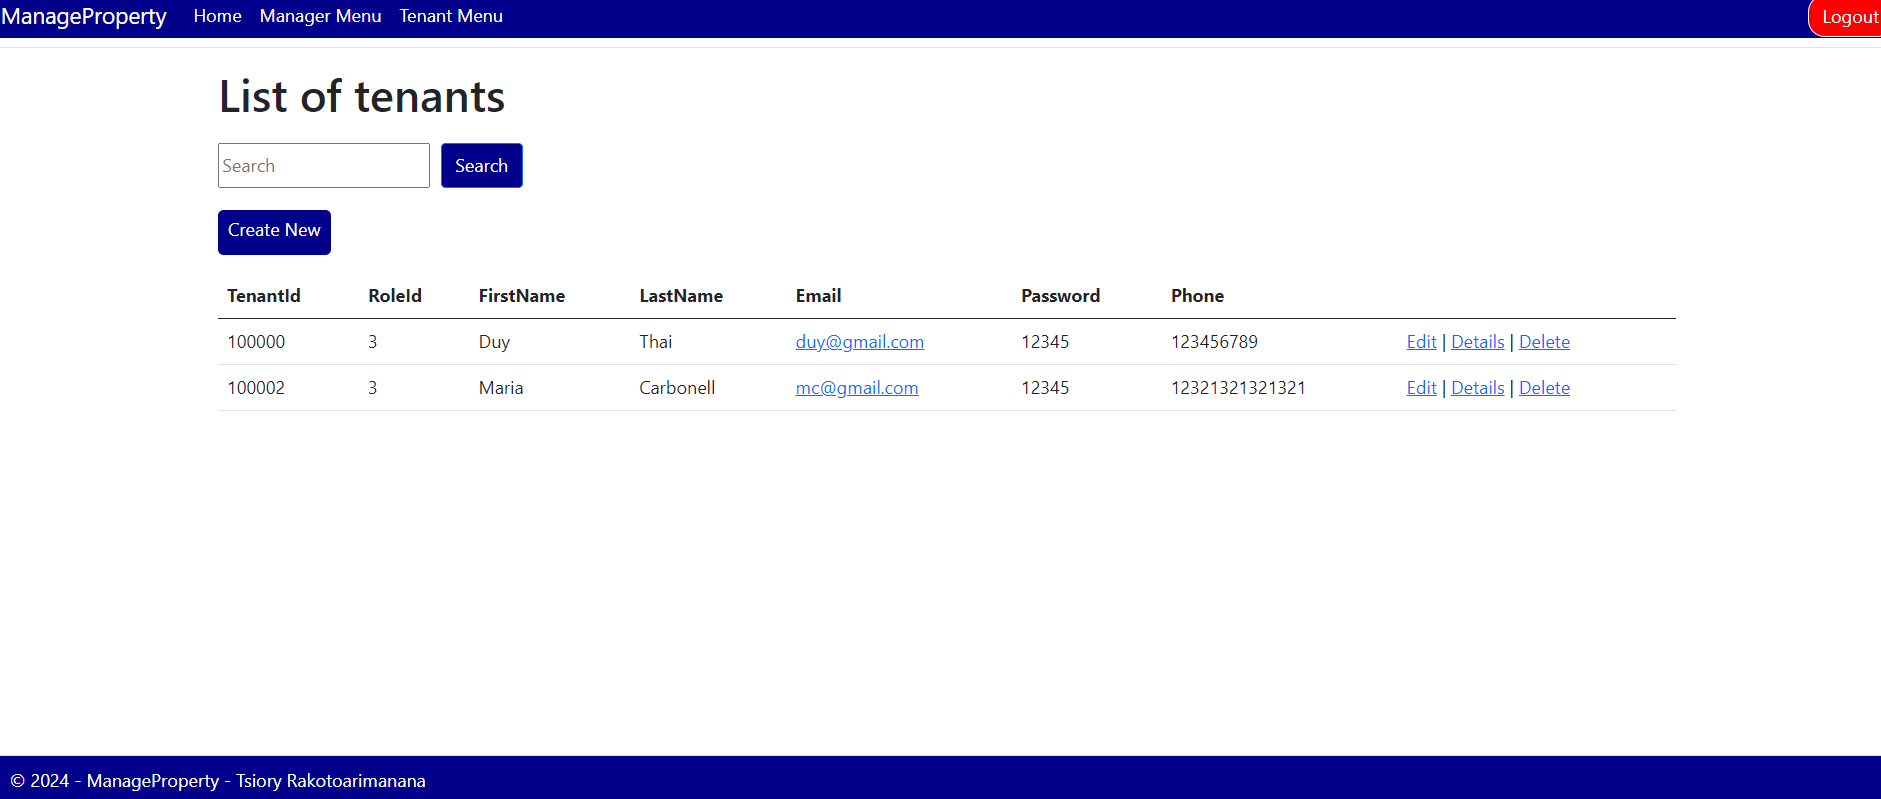 ManageProperty Home Manager Menu Tenant Menu Logout
List of tenants
Search Search
Create New
TenantId RoleId FirstName LastName Email Password Phone
100000 3 Duy Thai duy@gmail.com 12345 123456789 Edit | Details | Delete
100002 3 Maria Carbonell mc@gmail.com 12345 12321321321321 Edit | Details | Delete
© 2024 - ManageProperty - Tsiory Rakotoarimanana